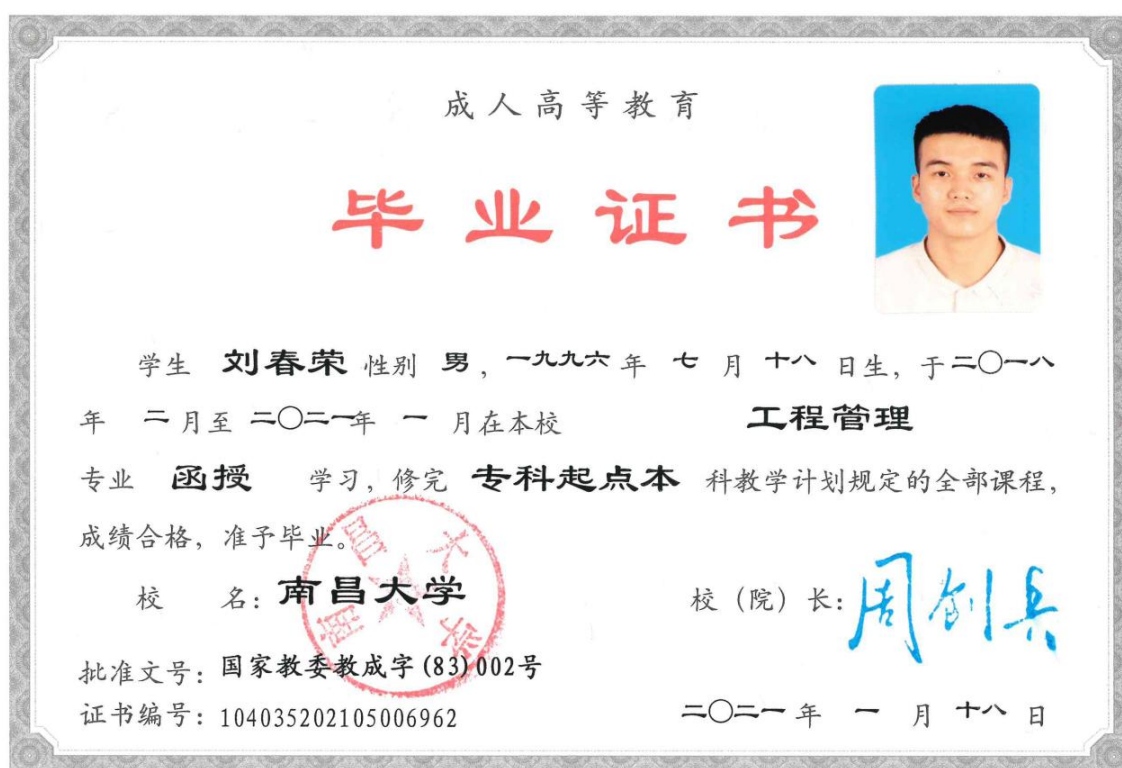 成人高等教育
毕业证书
学生 刘春荣 性别 男，一九九六 年 七 月 十八 日生，于二〇一八
年 二 月至 二〇二一年 一 月在本校 工程管理
专业 函授 学习，修完 专科起点本 科教学计划规定的全部课程，
成绩合格，准予毕业。
校 名：南昌大学
南昌大学
校（院）长：周创兵
批准文号：国家教委教成字(83)002号
证书编号：104035202105006962
二〇二一 年 一 月 十八 日